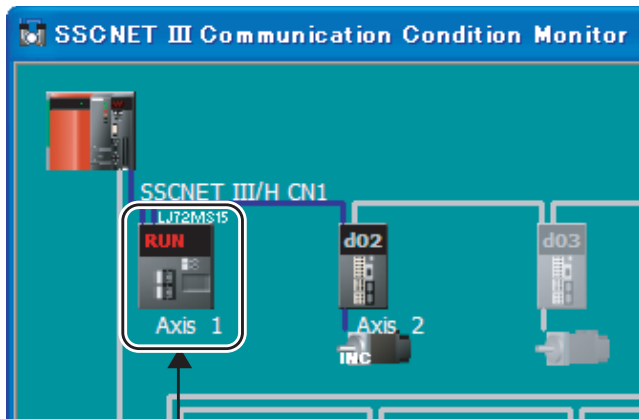 SSCNET III Communication Condition Monitor
SSCNET III/H CN1
LJ72MS15
RUN
d02
d03
Axis 1
Axis 2
INC